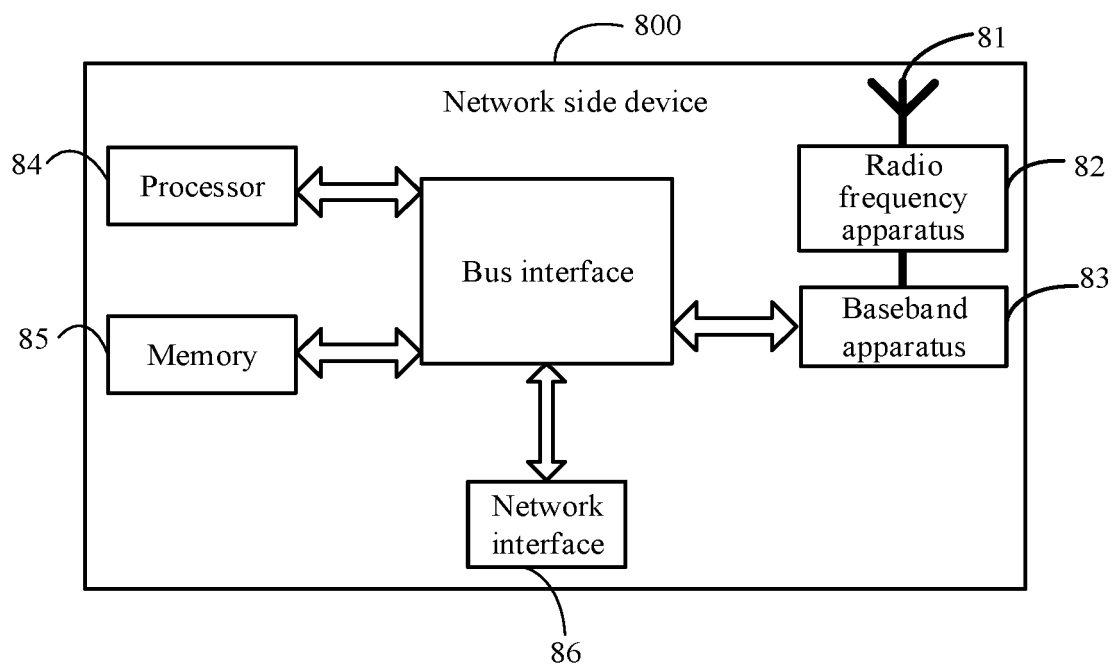 800
81
Network side device
84
Processor
Radio
frequency
apparatus
82
Bus interface
83
Baseband
apparatus
85
Memory
Network
interface
86